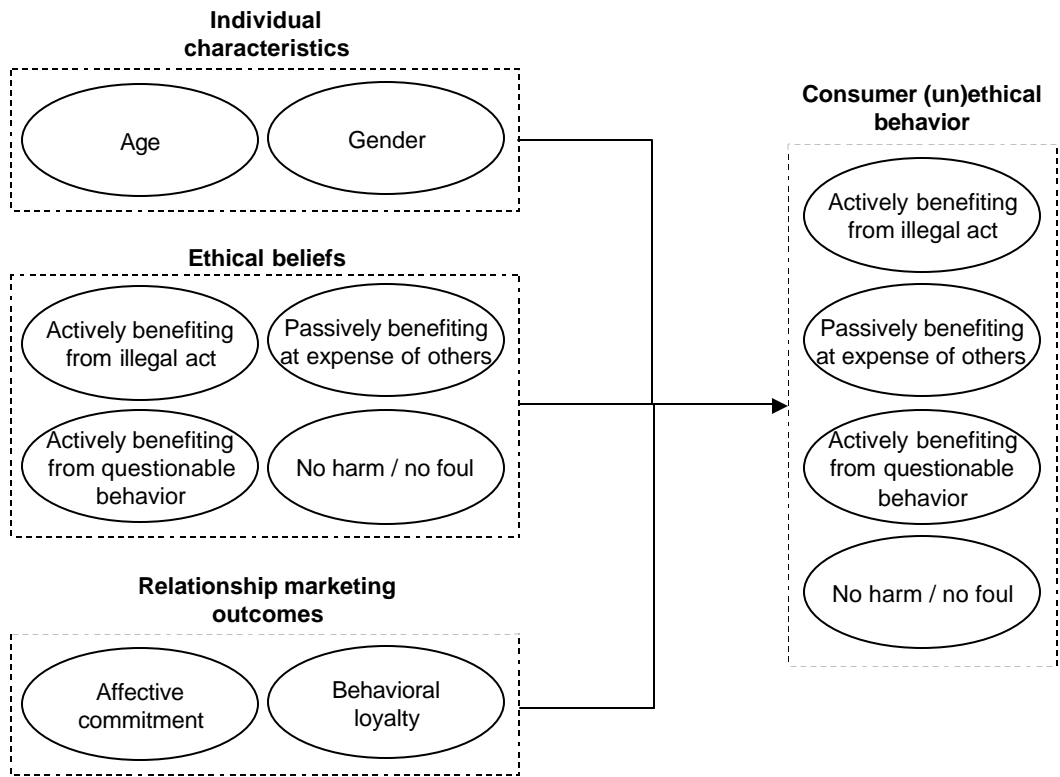 Individual
characteristics
Age
Gender
Ethical beliefs
Actively benefiting
from illegal act
Passively benefiting
at expense of others
Actively benefiting
from questionable
behavior
No harm / no foul
Relationship marketing
outcomes
Affective
commitment
Behavioral
loyalty
Consumer (un)ethical
behavior
Actively benefiting
from illegal act
Passively benefiting
at expense of others
Actively benefiting
from questionable
behavior
No harm / no foul